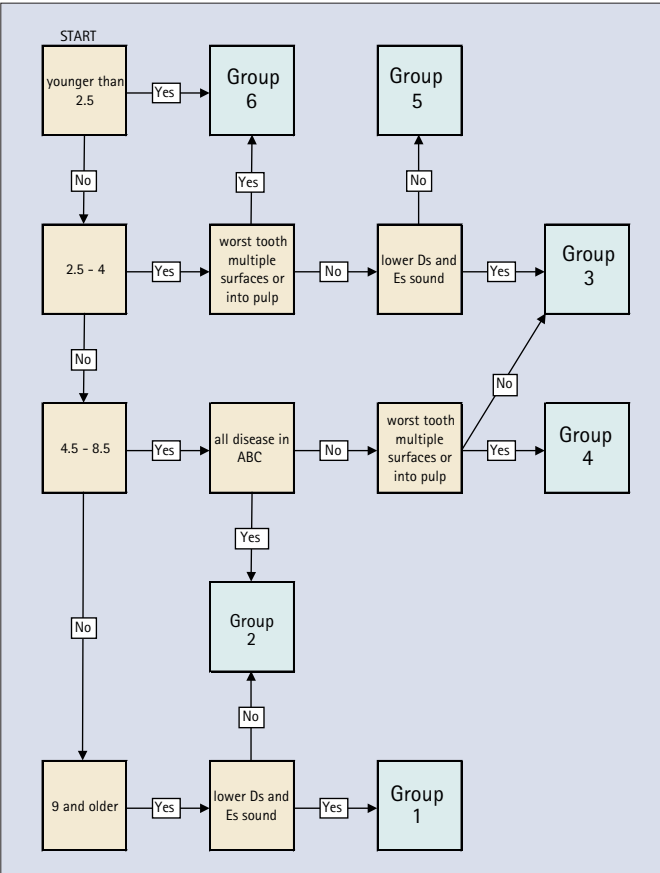 START
younger than
2.5
Yes
Group
6
Group
5
No
Yes
No
2.5 - 4
Yes
worst tooth
multiple
surfaces or
into pulp
No
lower Ds and
Es sound
Yes
Group
3
No
No
4.5 - 8.5
Yes
all disease in
ABC
No
worst tooth
multiple
surfaces or
into pulp
Yes
Group
4
Yes
Group
2
No
No
9 and older
Yes
lower Ds and
Es sound
Yes
Group
1